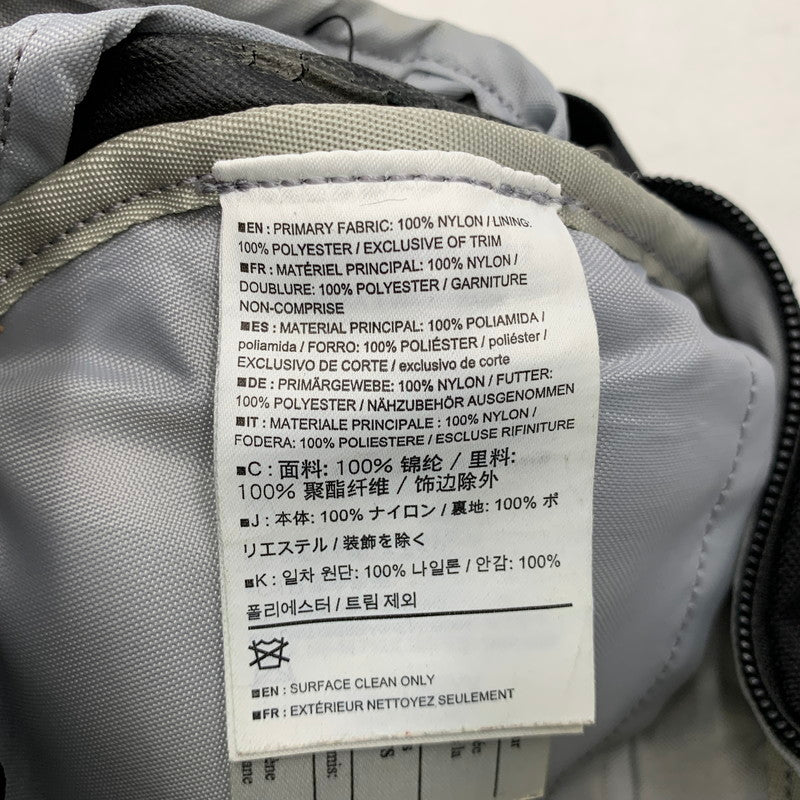 EN : PRIMARY FABRIC: 100% NYLON / LINING:
100% POLYESTER / EXCLUSIVE OF TRIM
FR : MATÉRIEL PRINCIPAL: 100% NYLON /
DOUBLURE: 100% POLYESTER / GARNITURE
NON-COMPRISE
ES : MATERIAL PRINCIPAL: 100% POLIAMIDA /
poliamida / FORRO: 100% POLIÉSTER / poliéster /
EXCLUSIVO DE CORTE / exclusivo de corte
DE : PRIMÄRGEWEBE: 100% NYLON / FUTTER:
100% POLYESTER / NÄHZUBEHÖR AUSGENOMMEN
IT : MATERIALE PRINCIPALE : 100% NYLON /
FODERA: 100% POLIESTERE / ESCLUSE RIFINITURE
C : 面料: 100% 锦纶 / 里料:
100% 聚酯纤维 / 饰边除外
J : 本体: 100% ナイロン / 裏地: 100% ポ
リエステル / 装飾を除く
K : 일차 원단: 100% 나일론 / 안감: 100%
폴리에스터 / 트림 제외
EN : SURFACE CLEAN ONLY
FR : EXTÉRIEUR NETTOYEZ SEULEMENT